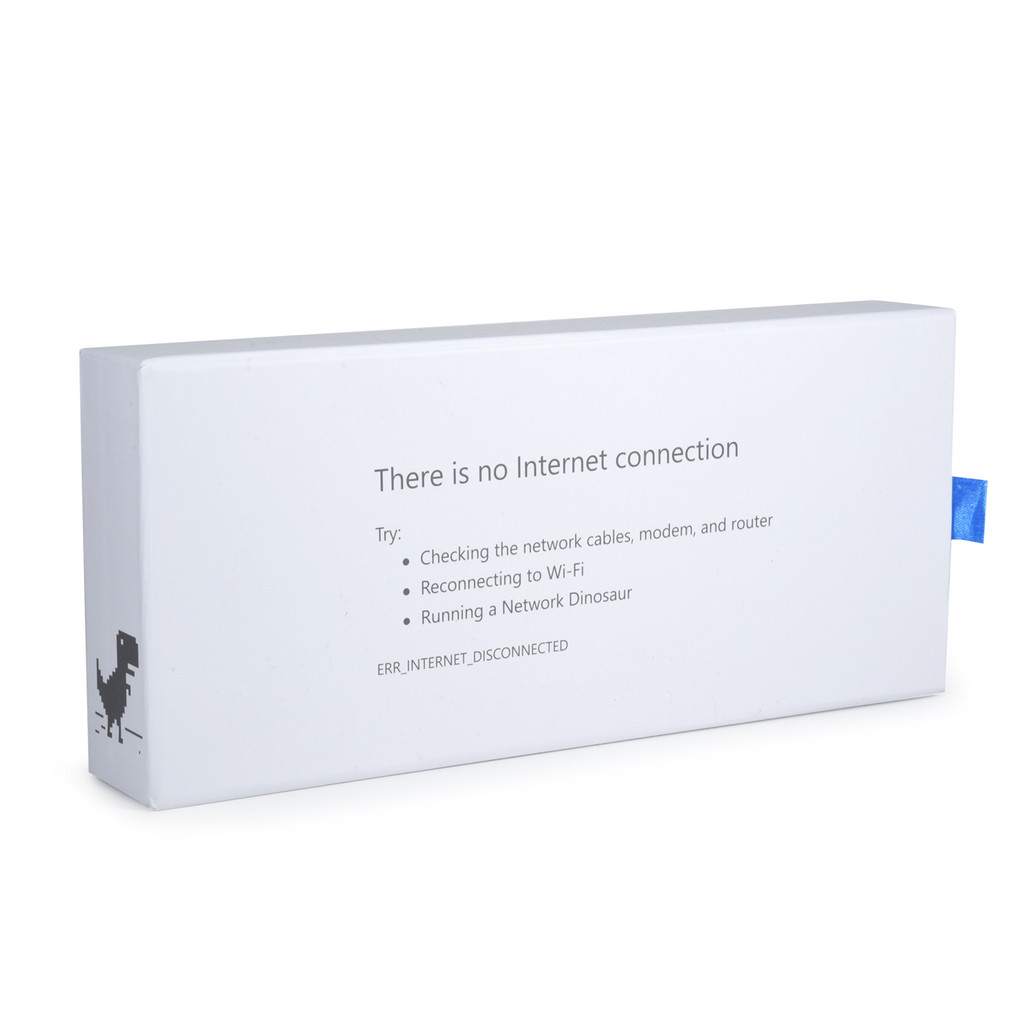 There is no Internet connection
Try:
• Checking the network cables, modem, and router
• Reconnecting to Wi-Fi
• Running a Network Dinosaur
ERR_INTERNET_DISCONNECTED